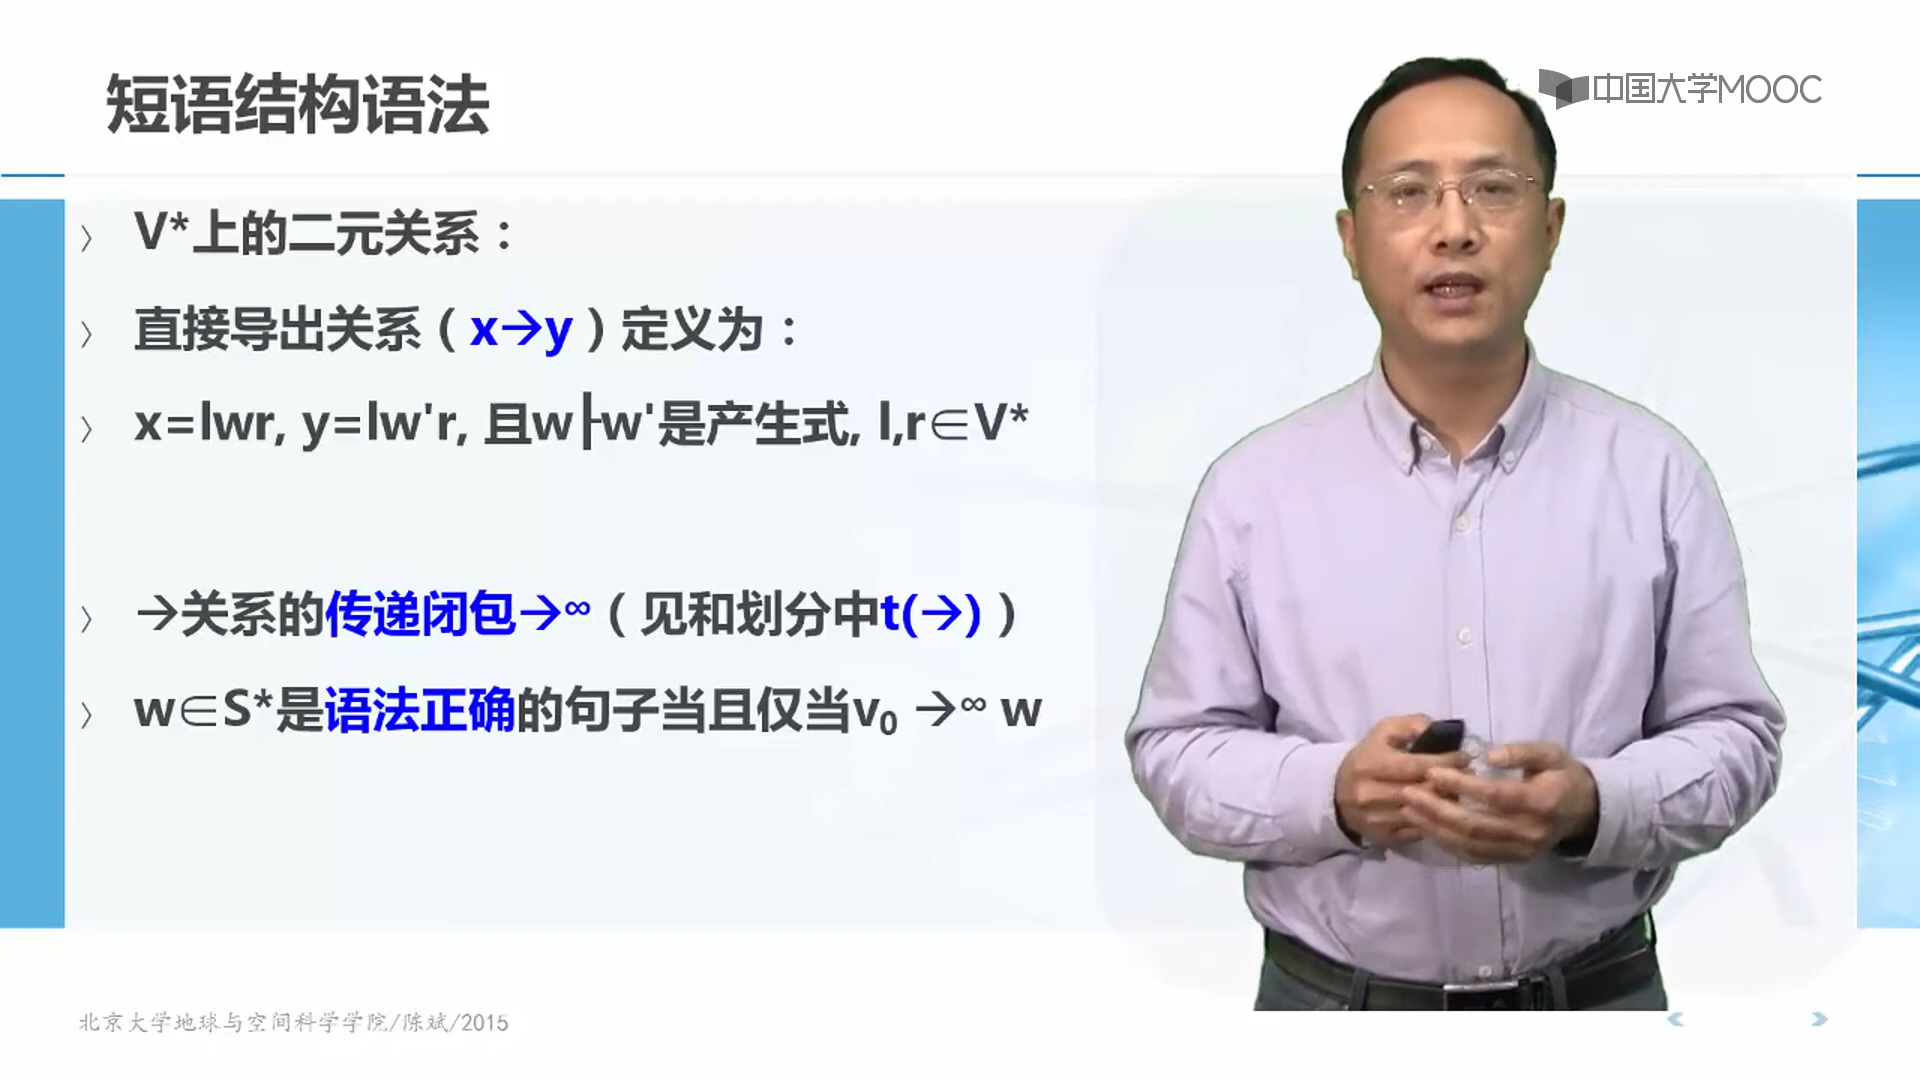 短语结构语法
中国大学MOOC
〉 V*上的二元关系：
〉 直接导出关系（x→y）定义为：
〉 x=lwr, y=lw'r, 且w├w'是产生式, l,r∈V*
〉 →关系的传递闭包→∞（见和划分中t(→)）
〉 w∈S*是语法正确的句子当且仅当v₀ →∞ w
北京大学地球与空间科学学院/陈斌/2015